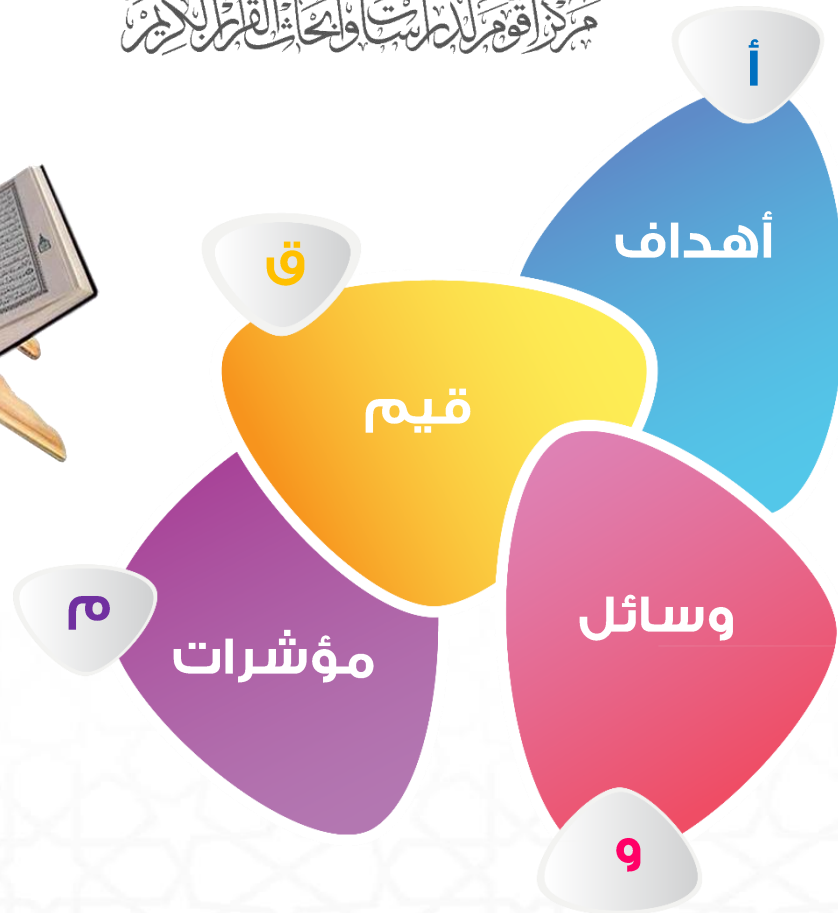 مركز أقوم لدراسات وأبحاث القرآن الكريم
أ
أهداف
ق
قيم
وسائل
م
مؤشرات
و